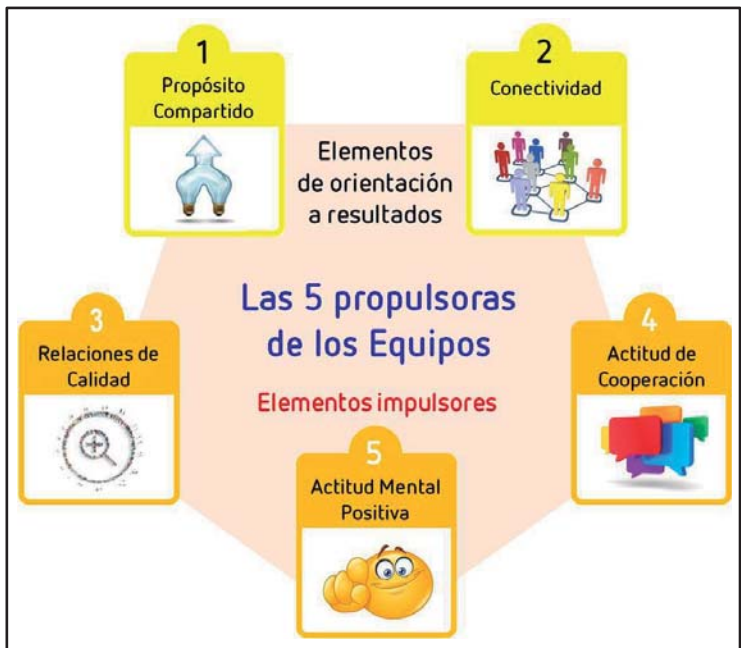 1
Propósito
Compartido
2
Conectividad
Elementos
de orientación
a resultados
Las 5 propulsoras
de los Equipos
3
Relaciones de
Calidad
4
Actitud de
Cooperación
Elementos impulsores
5
Actitud Mental
Positiva